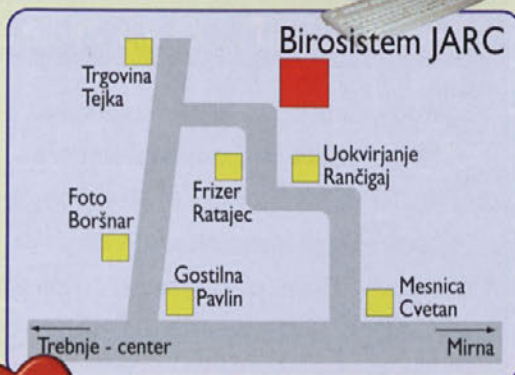 Birosistem JARC
Trgovina
Tejka
Uokvirjanje
Rančigaj
Frizer
Ratajec
Foto
Boršnar
Gostilna
Pavlin
Mesnica
Cvetan
Trebnje - center
Mirna